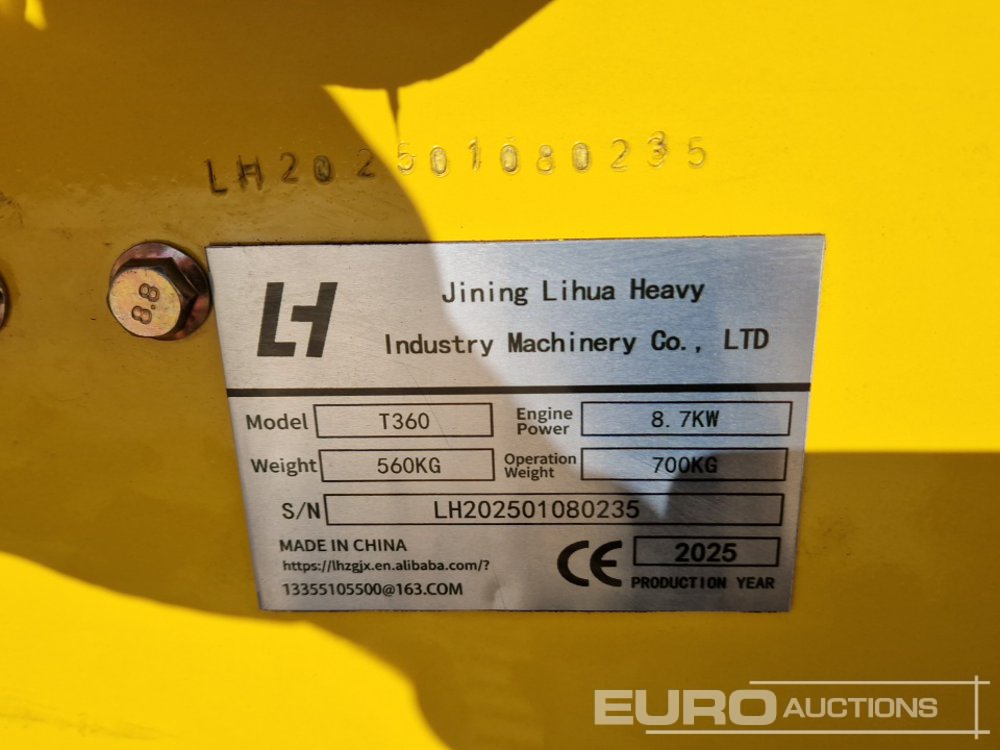 LH202501080235
8.8
LH
Jining Lihua Heavy
Industry Machinery Co., LTD
Model T360 Engine Power 8.7KW
Weight 560KG Operation Weight 700KG
S/N LH202501080235
MADE IN CHINA
https://lhzgjx.en.alibaba.com/?
13355105500@163.COM
CE 2025
PRODUCTION YEAR
EURO AUCTIONS